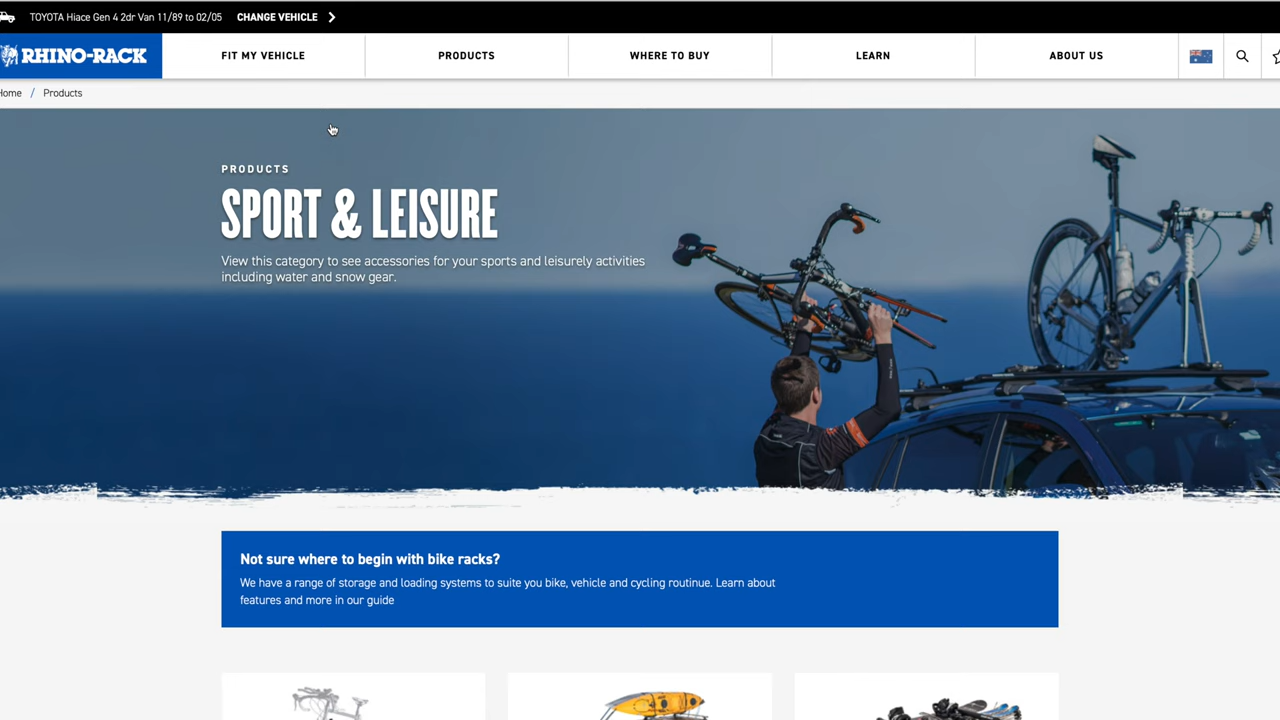 TOYOTA Hiace Gen 4 2dr Van 11/89 to 02/05 CHANGE VEHICLE
RHINO-RACK FIT MY VEHICLE PRODUCTS WHERE TO BUY LEARN ABOUT US
Home / Products
PRODUCTS
SPORT & LEISURE
View this category to see accessories for your sports and leisurely activities
including water and snow gear.
Not sure where to begin with bike racks?
We have a range of storage and loading systems to suite you bike, vehicle and cycling routinue. Learn about
features and more in our guide